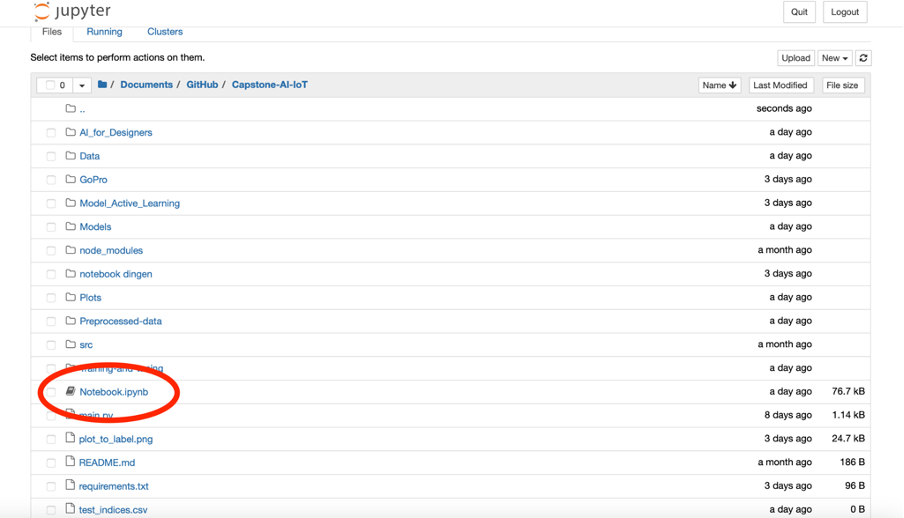 jupyter
Quit Logout
Files Running Clusters
Select items to perform actions on them.
Upload New
0 / Documents / GitHub / Capstone-AI-IoT Name Last Modified File size
.. seconds ago
AI_for_Designers a day ago
Data a day ago
GoPro 3 days ago
Model_Active_Learning 3 days ago
Models a day ago
node_modules a month ago
notebook dingen 3 days ago
Plots a day ago
Preprocessed-data a day ago
src a month ago
a day ago
Notebook.ipynb a day ago 76.7 kB
main.py 8 days ago 1.14 kB
plot_to_label.png 3 days ago 24.7 kB
README.md a month ago 186 B
requirements.txt 3 days ago 96 B
test_indices.csv a day ago 0 B